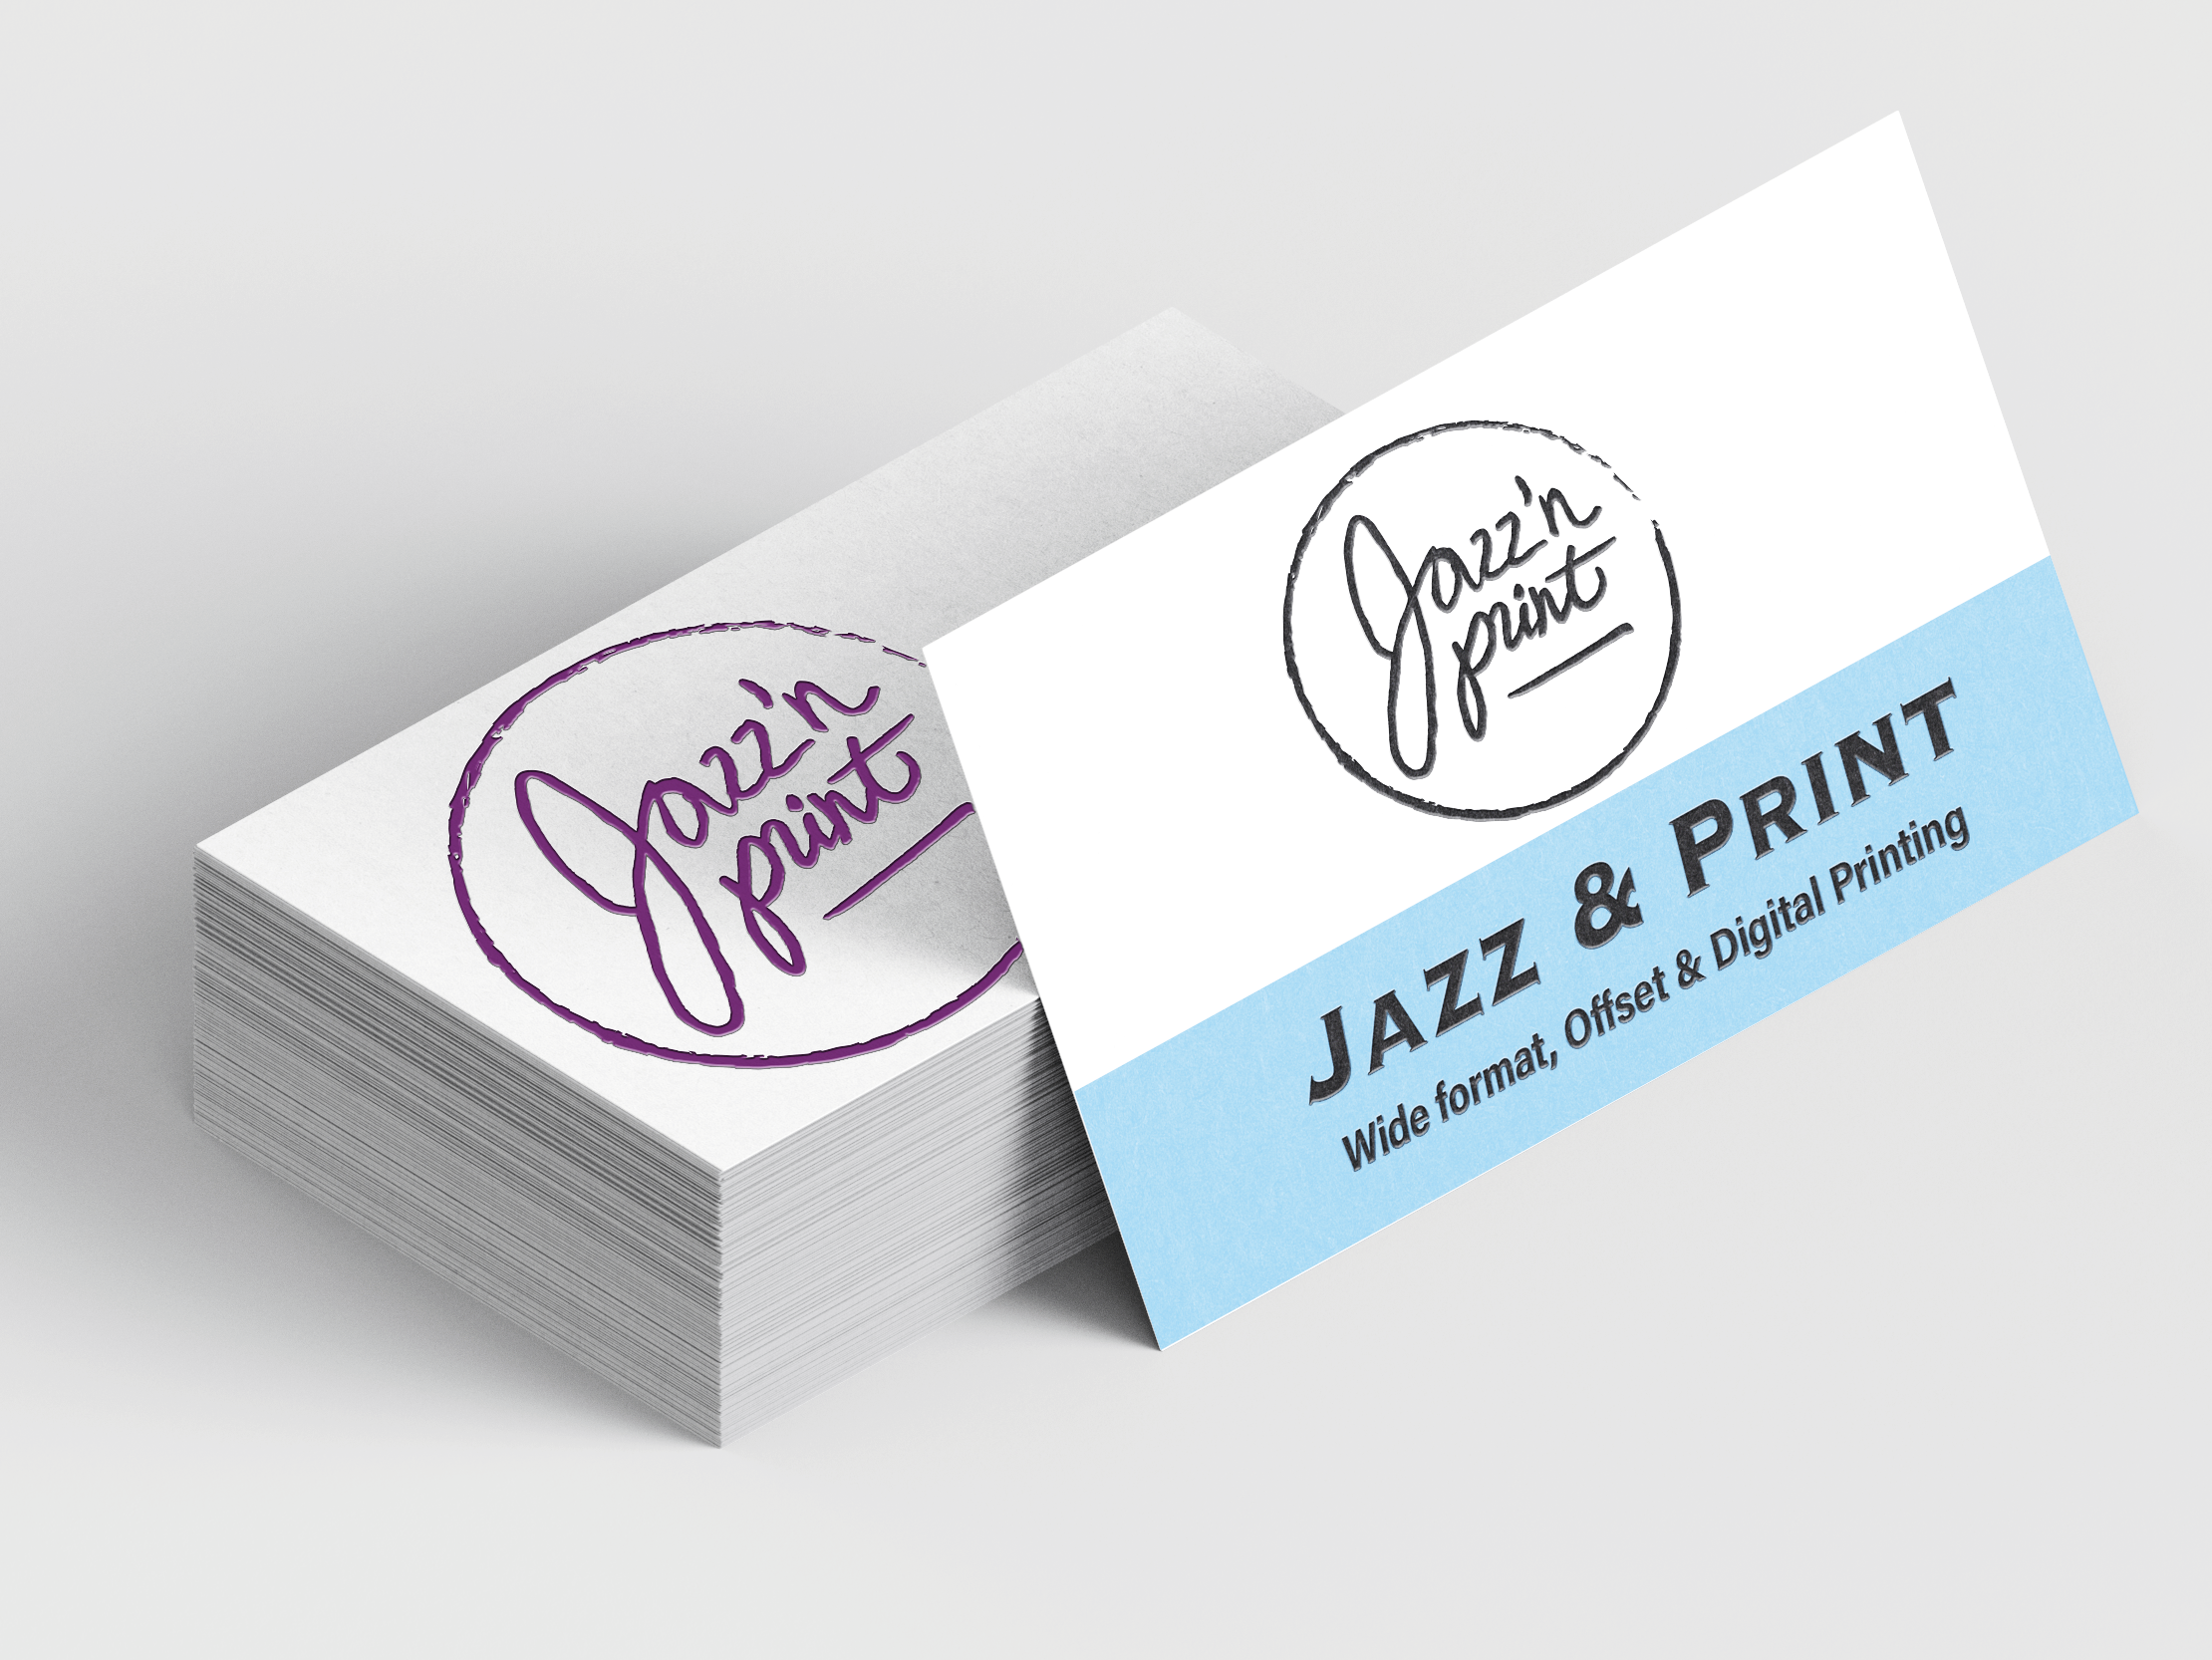 Jazz'n
print
Jazz'n
print
JAZZ & PRINT
Wide format, Offset & Digital Printing